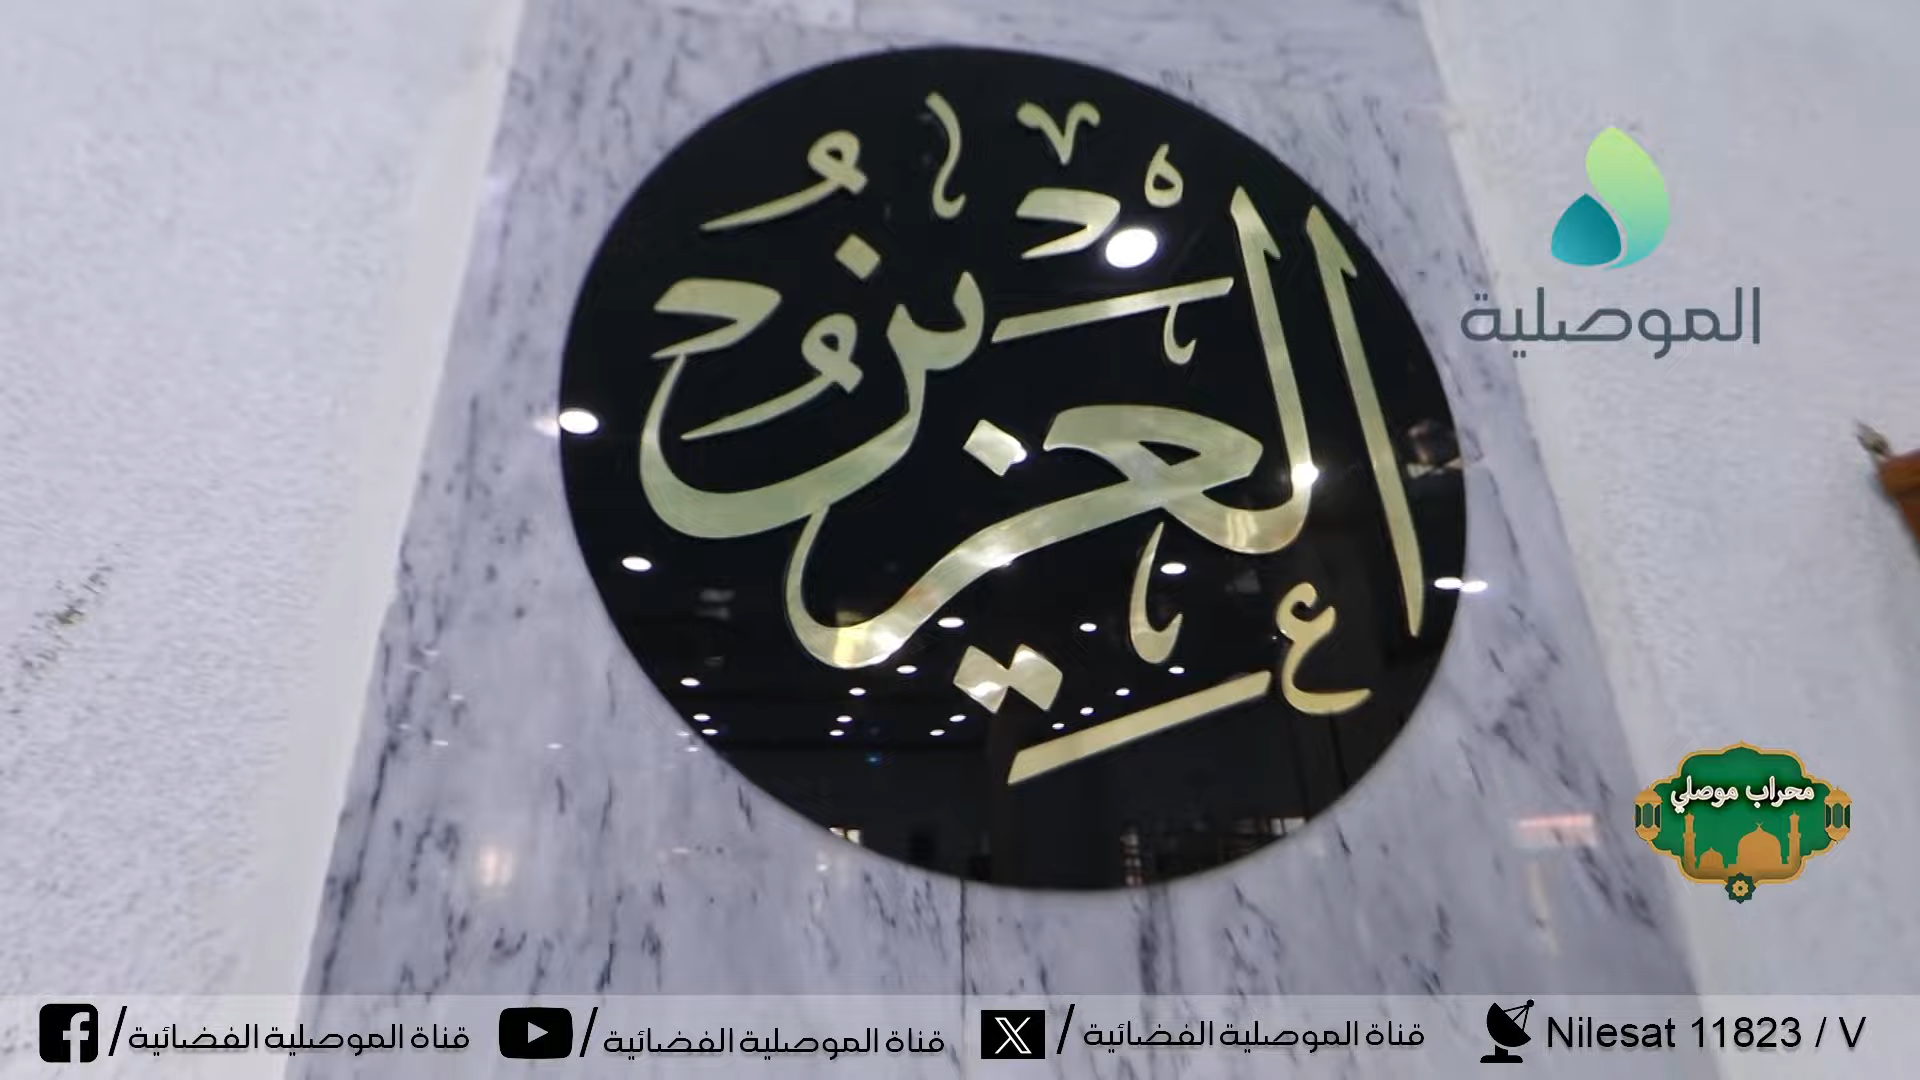 العزيز
الموصلية
محراب موصلي
/قناة الموصلية الفضائية
/قناة الموصلية الفضائية
/قناة الموصلية الفضائية
Nilesat 11823 / V